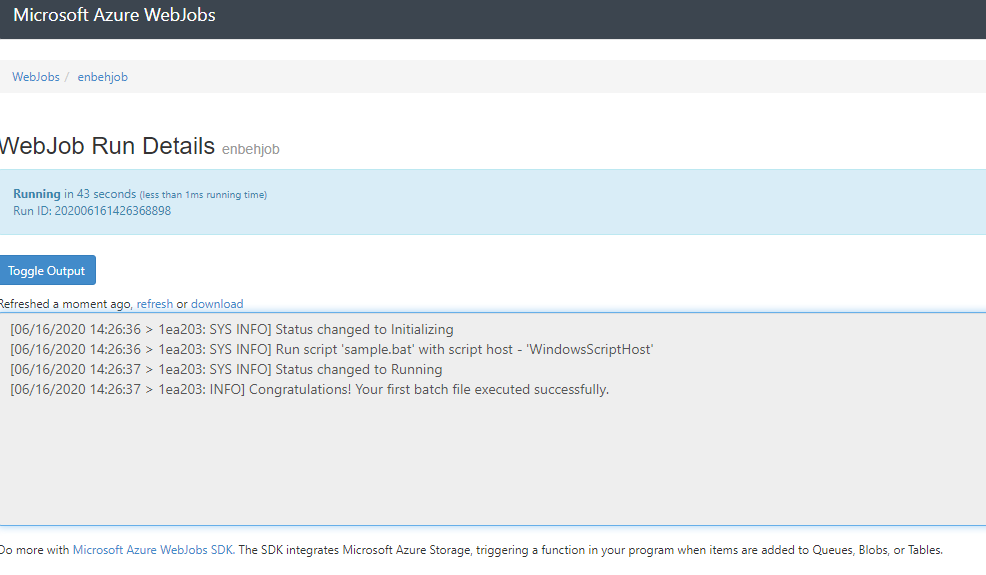 Microsoft Azure WebJobs
WebJobs / enbehjob
WebJob Run Details enbehjob
Running in 43 seconds (less than 1ms running time)
Run ID: 202006161426368898
Toggle Output
Refreshed a moment ago, refresh or download
[06/16/2020 14:26:36 > 1ea203: SYS INFO] Status changed to Initializing
[06/16/2020 14:26:36 > 1ea203: SYS INFO] Run script 'sample.bat' with script host - 'WindowsScriptHost'
[06/16/2020 14:26:37 > 1ea203: SYS INFO] Status changed to Running
[06/16/2020 14:26:37 > 1ea203: INFO] Congratulations! Your first batch file executed successfully.
Do more with Microsoft Azure WebJobs SDK. The SDK integrates Microsoft Azure Storage, triggering a function in your program when items are added to Queues, Blobs, or Tables.